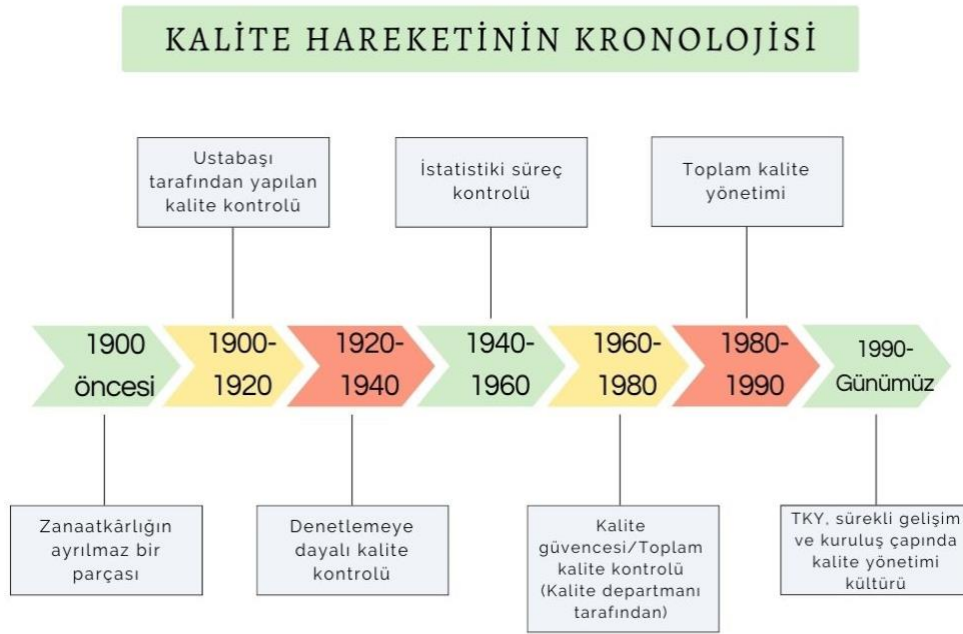 KALİTE HAREKETİNİN KRONOLOJİSİ
Ustabaşı
tarafından yapılan
kalite kontrolü
İstatistiki süreç
kontrolü
Toplam kalite
yönetimi
1900
öncesi
1900-
1920
1920-
1940
1940-
1960
1960-
1980
1980-
1990
1990-
Günümüz
Zanaatkârlığın
ayrılmaz bir
parçası
Denetlemeye
dayalı kalite
kontrolü
Kalite
güvencesi/Toplam
kalite kontrolü
(Kalite departmanı
tarafından)
TKY, sürekli gelişim
ve kuruluş çapında
kalite yönetimi
kültürü